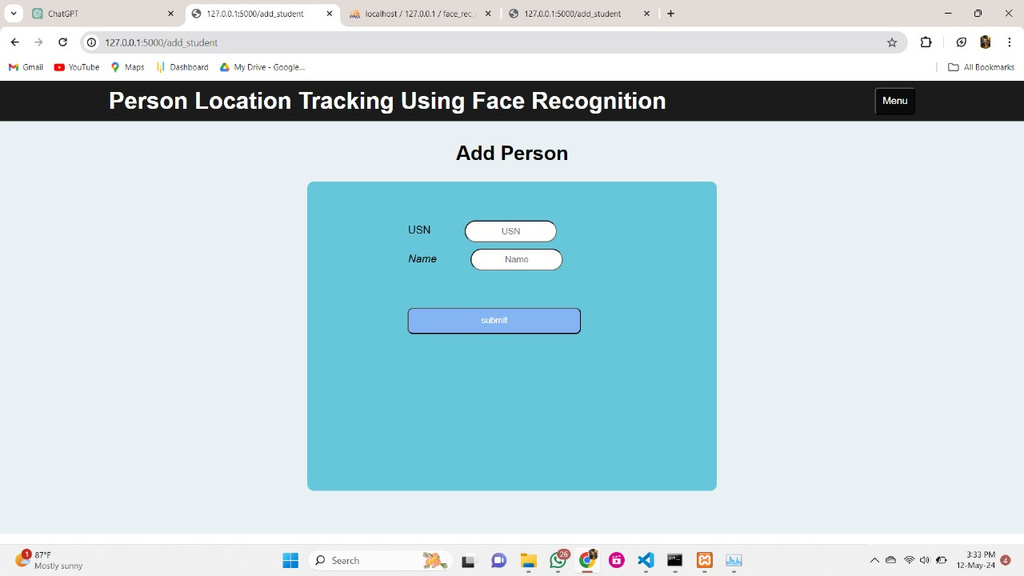 ChatGPT
127.0.0.1:5000/add_student
localhost / 127.0.0.1 / face_rec
127.0.0.1:5000/add_student
127.0.0.1:5000/add_student
Gmail
YouTube
Maps
Dashboard
My Drive - Google...
All Bookmarks
Person Location Tracking Using Face Recognition
Menu
Add Person
USN
USN
Name
Name
submit
1
87°F
Mostly sunny
Search
26
3:33 PM
12-May-24
4